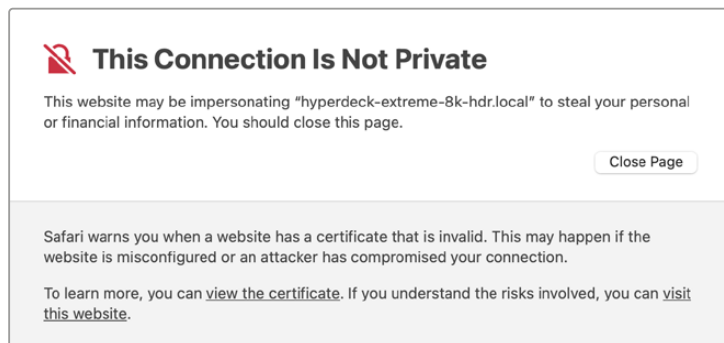 This Connection Is Not Private
This website may be impersonating “hyperdeck-extreme-8k-hdr.local” to steal your personal
or financial information. You should close this page.
Close Page
Safari warns you when a website has a certificate that is invalid. This may happen if the
website is misconfigured or an attacker has compromised your connection.
To learn more, you can view the certificate. If you understand the risks involved, you can visit
this website.